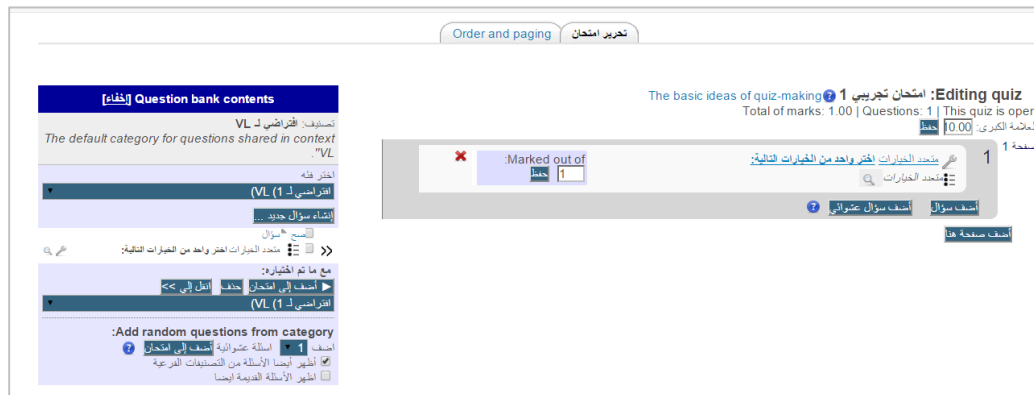 تحرير امتحان
Order and paging
Editing quiz: امتحان تجريبي 1 The basic ideas of quiz-making
Total of marks: 1.00 | Questions: 1 | This quiz is oper
العلامة الكبرى: 10.00 حفظ
صفحة 1
1
متعدد الخيارات اختر واحد من الخيارات التالية:
متعدد الخيارات
Marked out of:
1
حفظ
أضف سؤال أضف سؤال عشوائي
أضف صفحة هنا
Question bank contents [إخفاء]
تصنيف: افتراضي لـ VL
The default category for questions shared in context
"VL".
اختر فئه
افتراضي لـ VL (1)
إنشاء سؤال جديد ...
صح سؤال
متعدد الخيارات اختر واحد من الخيارات التالية:
مع ما تم اختياره:
أضف إلى امتحان حذف انقل إلى >>
افتراضي لـ VL (1)
Add random questions from category:
اضف 1 اسئلة عشوائية أضف إلى امتحان
أظهر أيضا الأسئلة من التصنيفات الفرعية
اظهر الأسئلة القديمة ايضا